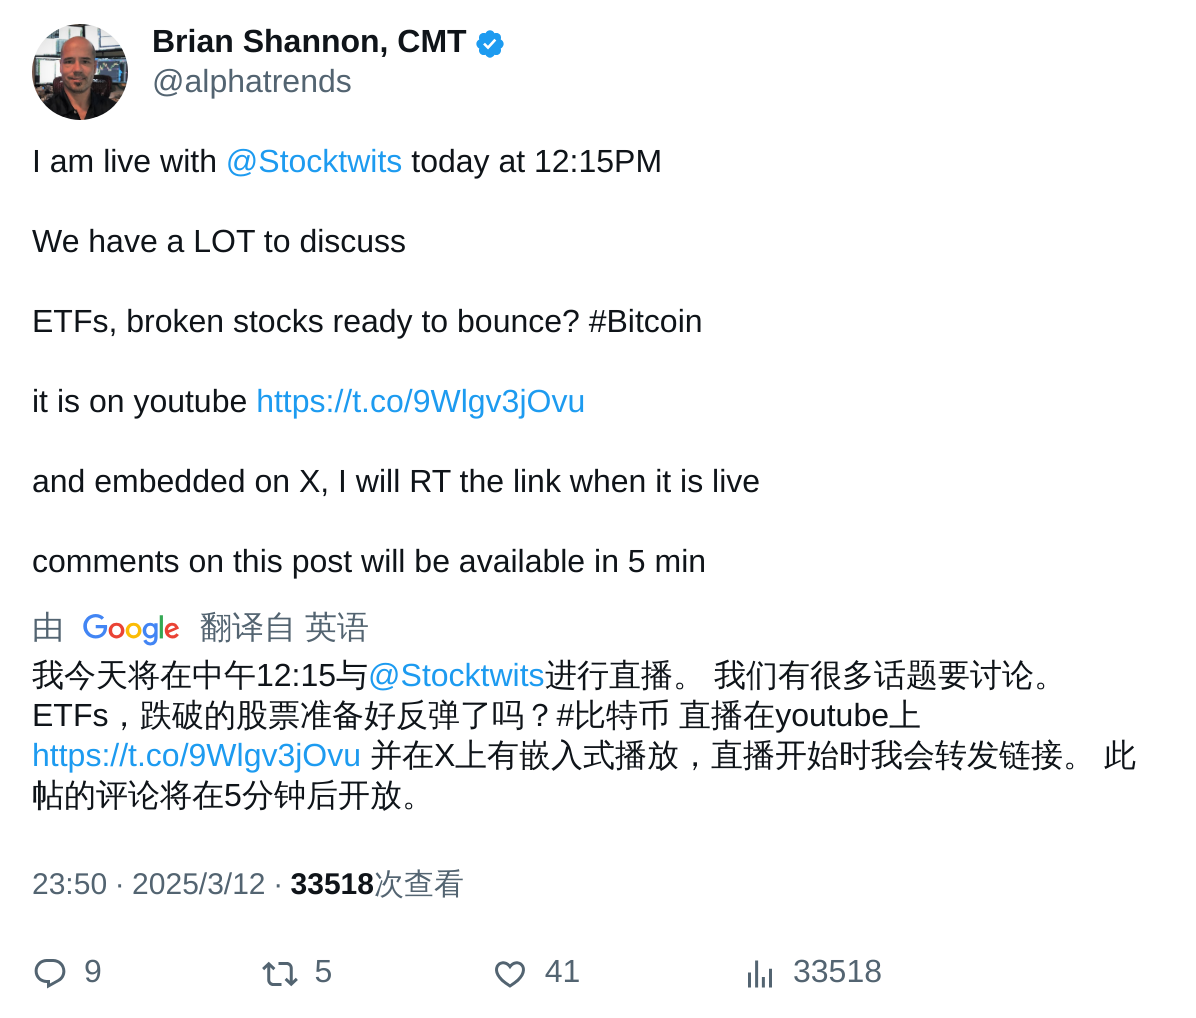 Brian Shannon, CMT
@alphatrends
I am live with @Stocktwits today at 12:15PM
We have a LOT to discuss
ETFs, broken stocks ready to bounce? #Bitcoin
it is on youtube https://t.co/9Wlgv3jOvu
and embedded on X, I will RT the link when it is live
comments on this post will be available in 5 min
由 Google 翻译自 英语
我今天将在中午12:15与@Stocktwits进行直播。 我们有很多话题要讨论。
ETFs，跌破的股票准备好反弹了吗？#比特币 直播在youtube上
https://t.co/9Wlgv3jOvu 并在X上有嵌入式播放，直播开始时我会转发链接。 此
帖的评论将在5分钟后开放。
23:50 · 2025/3/12 · 33518次查看
9 5 41 33518